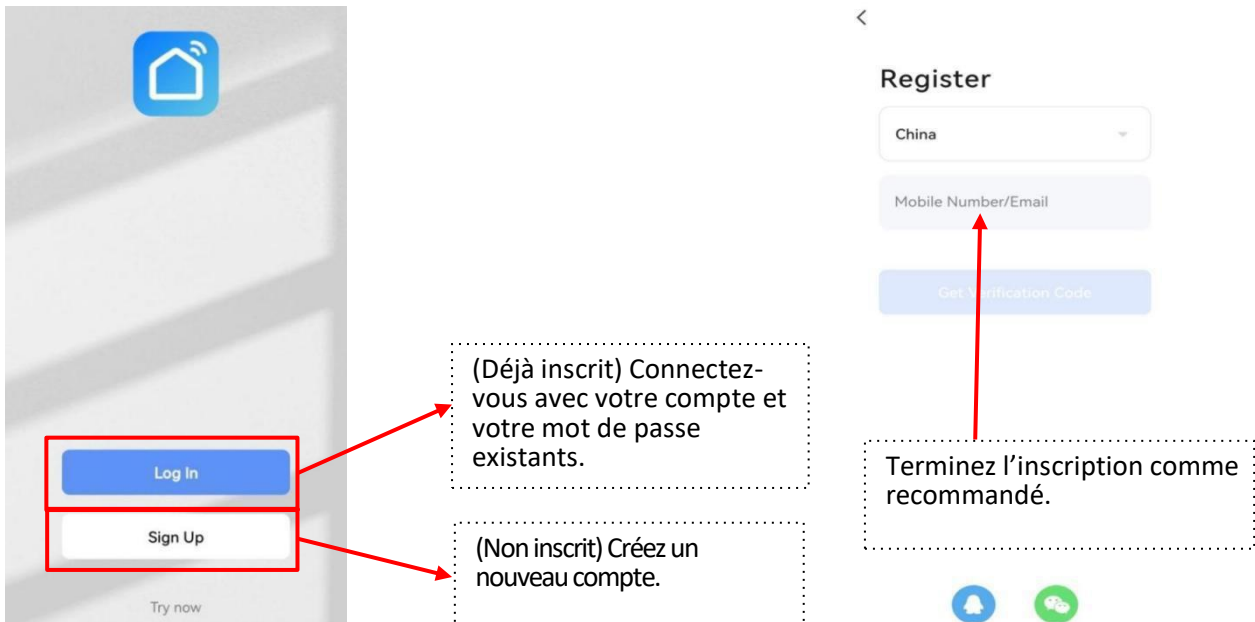 Register
China
Mobile Number/Email
Get Verification Code
(Déjà inscrit) Connectez-
vous avec votre compte et
votre mot de passe
existants.
Log In
Sign Up
Try now
(Non inscrit) Créez un
nouveau compte.
Terminez l’inscription comme
recommandé.